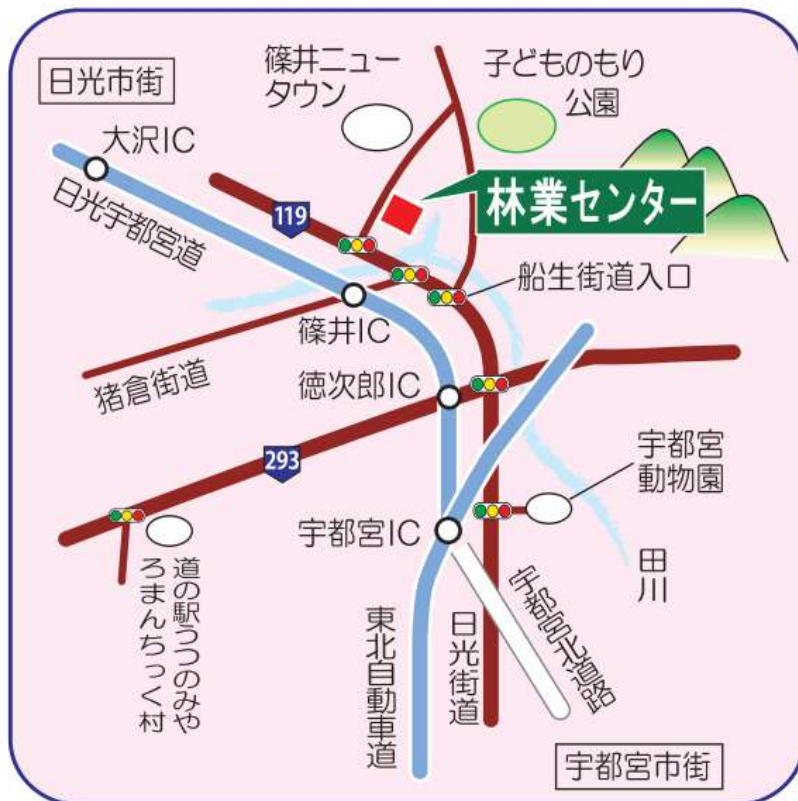 日光市街
篠井ニュー
タウン
子どものもり
公園
大沢IC
日光宇都宮道
119
林業センター
船生街道入口
篠井IC
猪倉街道
徳次郎IC
293
宇都宮
動物園
宇都宮IC
田川
道の駅うつのみや
ろまんちっく村
東北自動車道
日光街道
宇都宮北道路
宇都宮市街